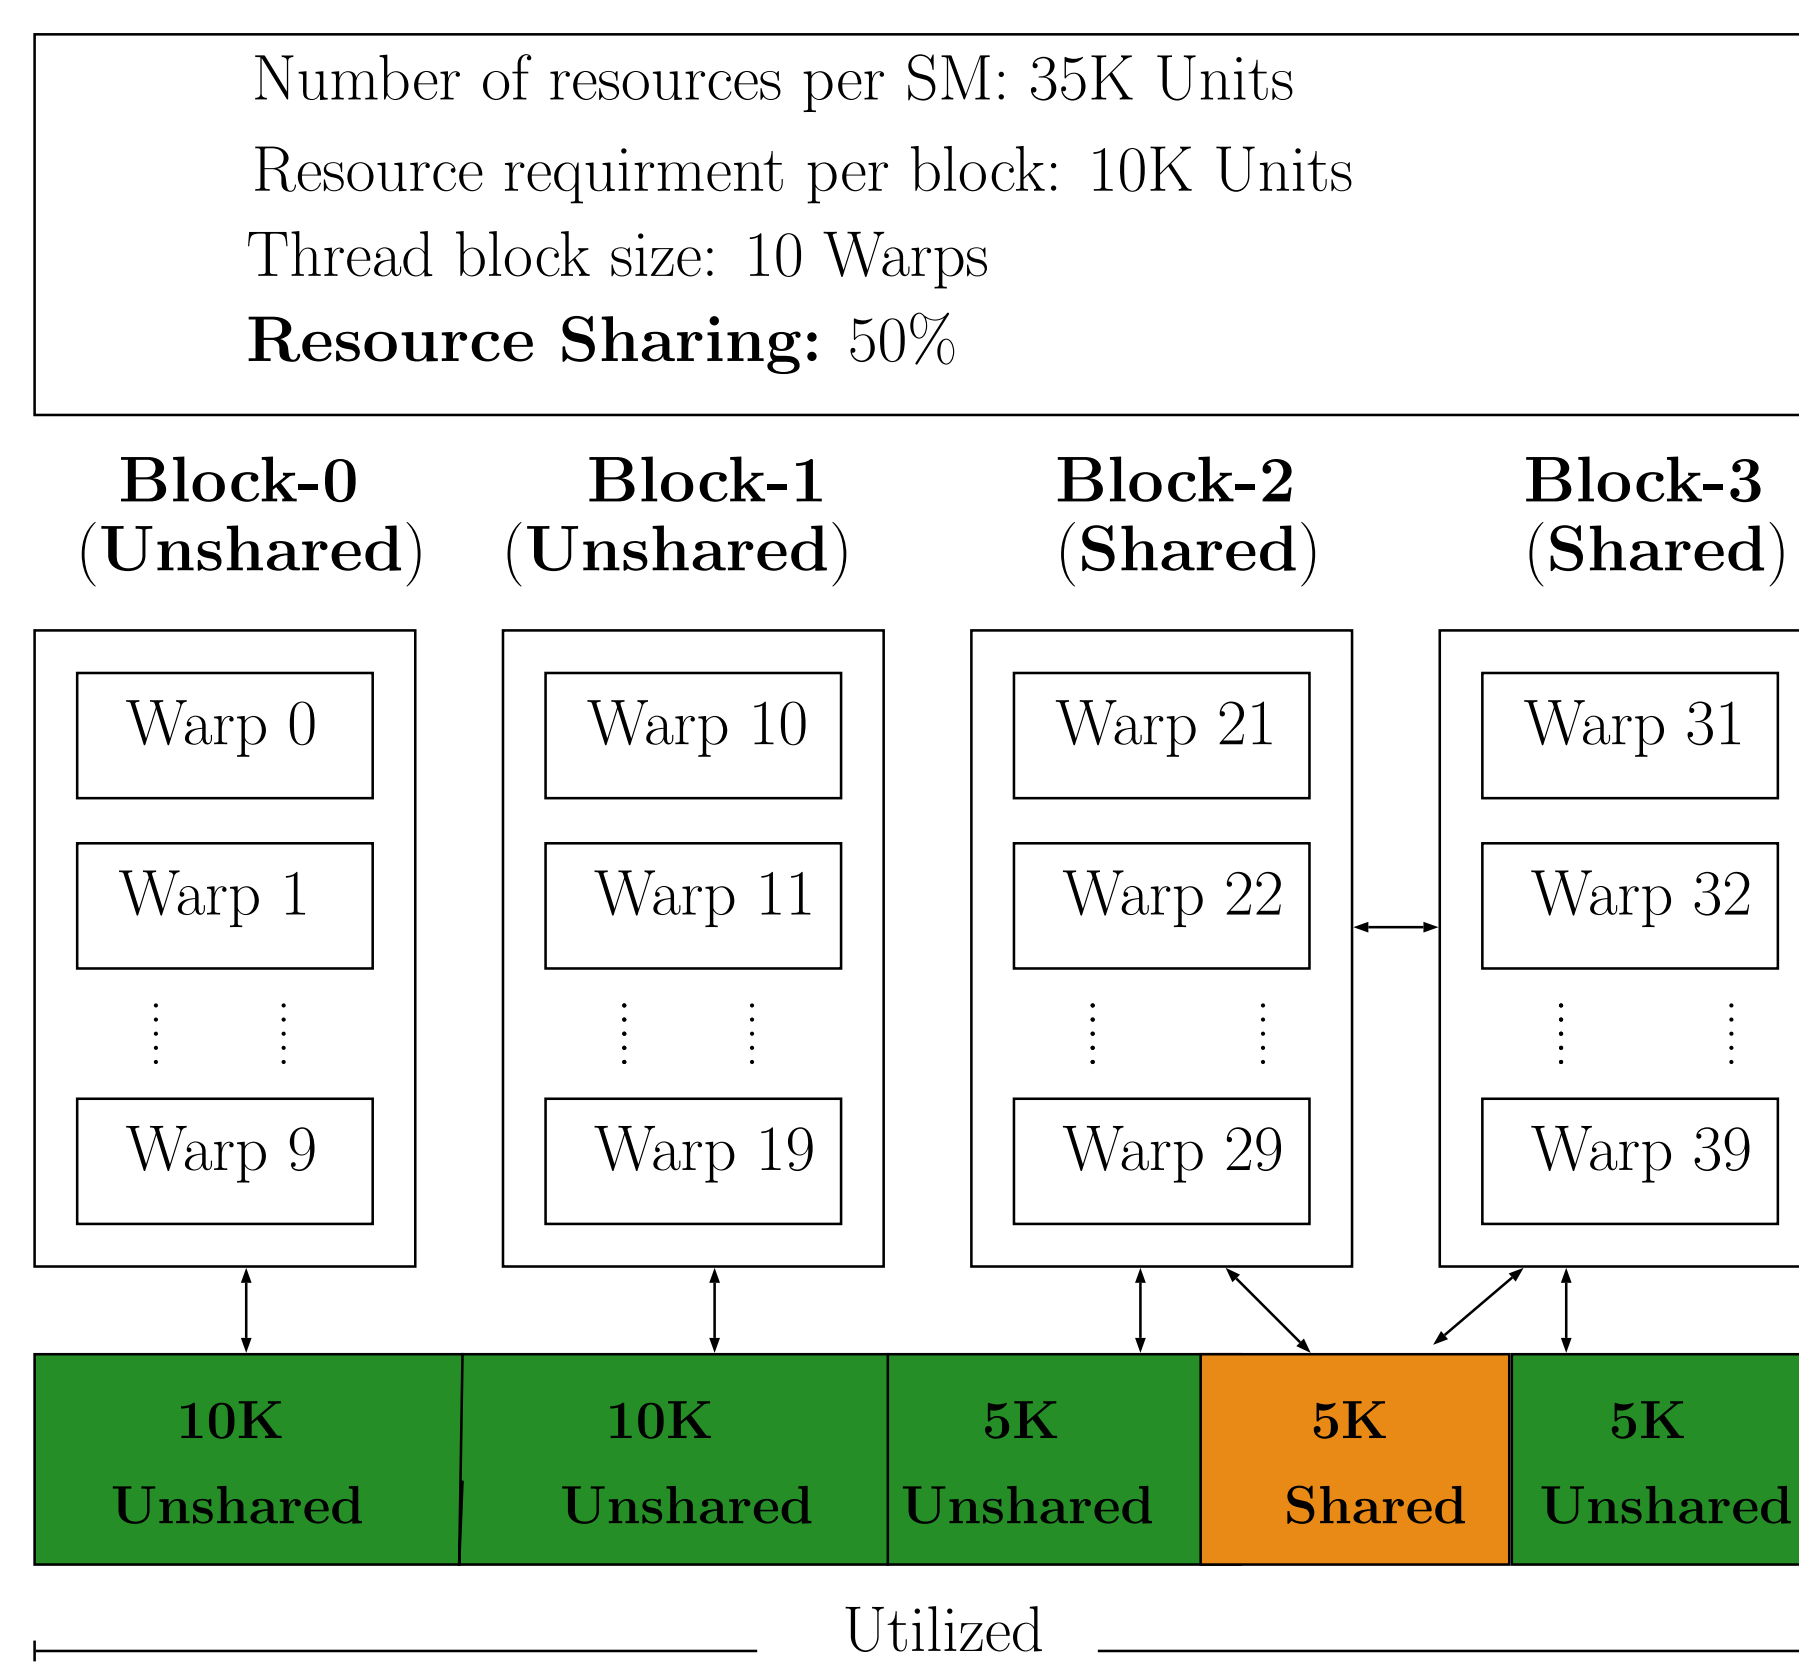 Number of resources per SM: 35K Units
Resource requirment per block: 10K Units
Thread block size: 10 Warps
Resource Sharing: 50%
Block-0 Block-1 Block-2 Block-3
(Unshared) (Unshared) (Shared) (Shared)
Warp 0 Warp 10 Warp 21 Warp 31
Warp 1 Warp 11 Warp 22 Warp 32
Warp 9 Warp 19 Warp 29 Warp 39
10K 10K 5K 5K 5K
Unshared Unshared Unshared Shared Unshared
Utilized